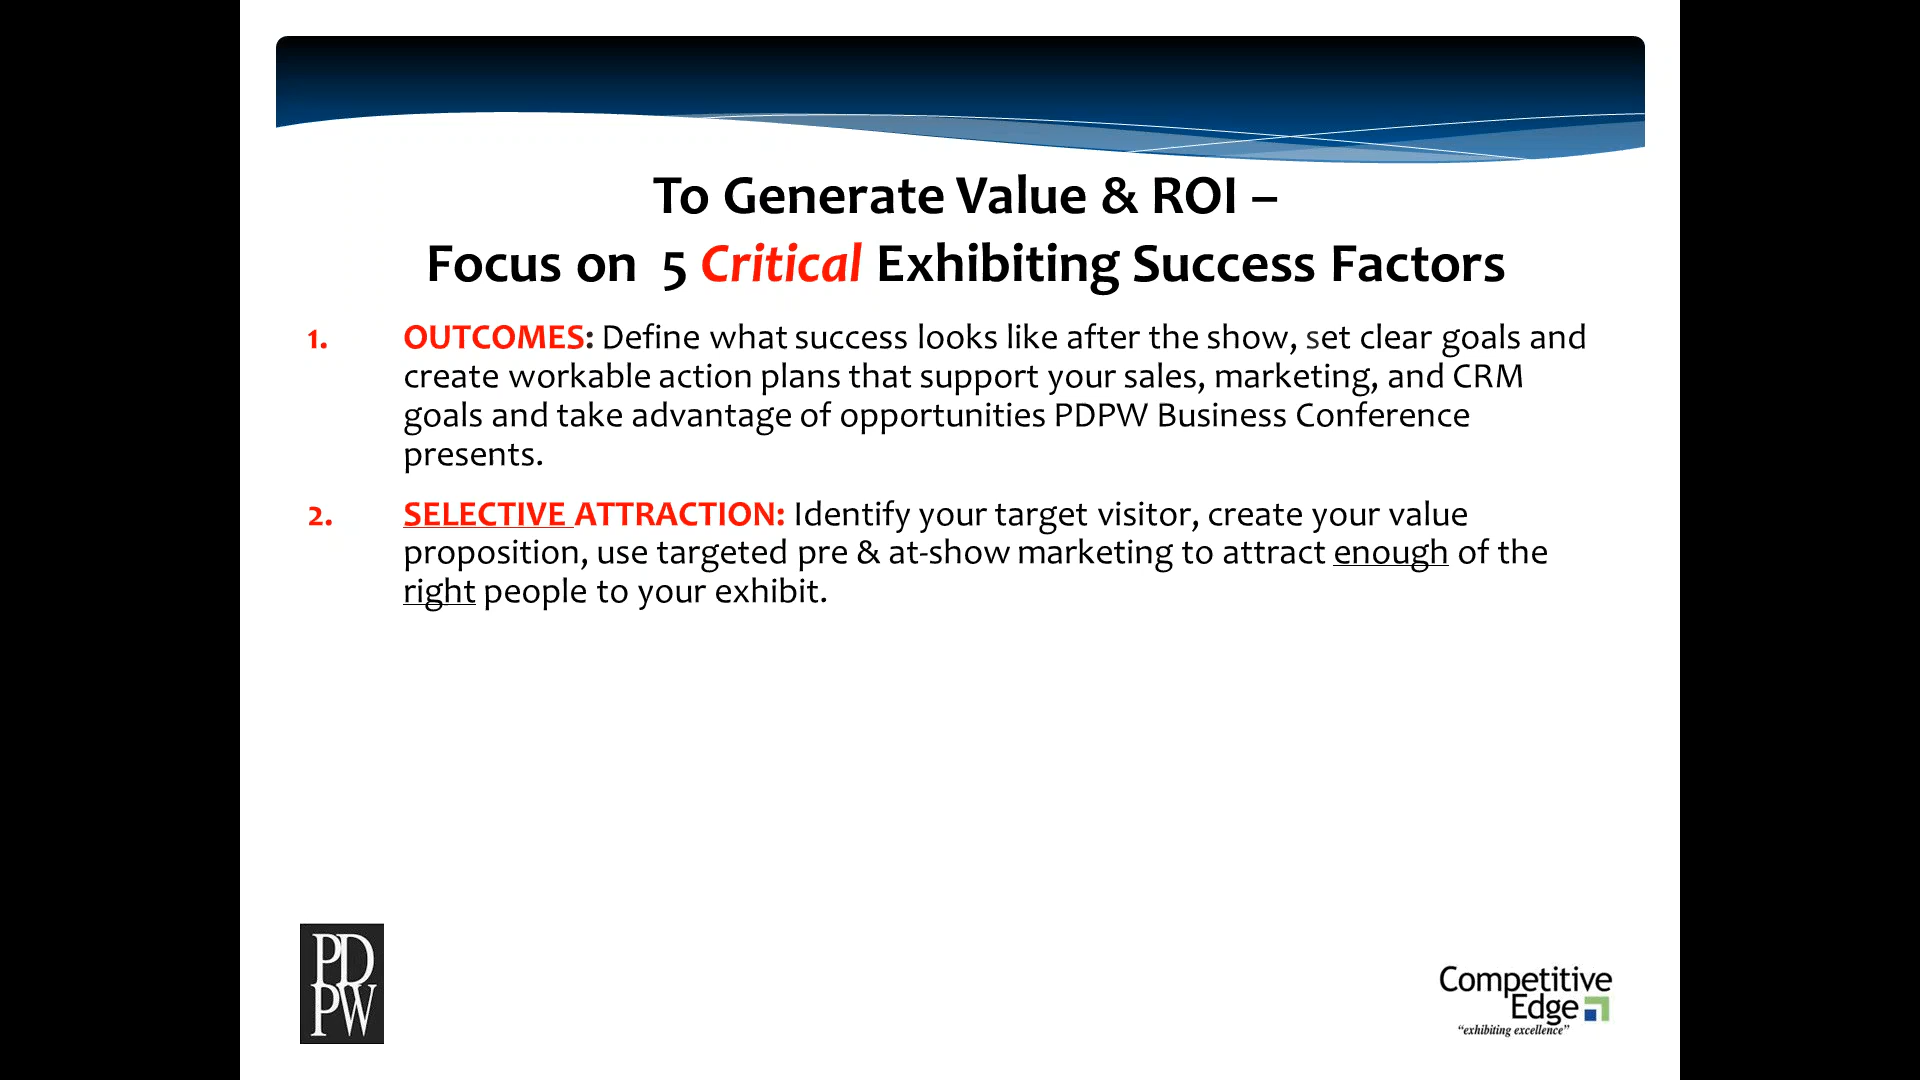 To Generate Value & ROI –
Focus on 5 Critical Exhibiting Success Factors
1. OUTCOMES: Define what success looks like after the show, set clear goals and
create workable action plans that support your sales, marketing, and CRM
goals and take advantage of opportunities PDPW Business Conference
presents.
2. SELECTIVE ATTRACTION: Identify your target visitor, create your value
proposition, use targeted pre & at-show marketing to attract enough of the
right people to your exhibit.
PD
PW
Competitive
Edge
“exhibiting excellence”